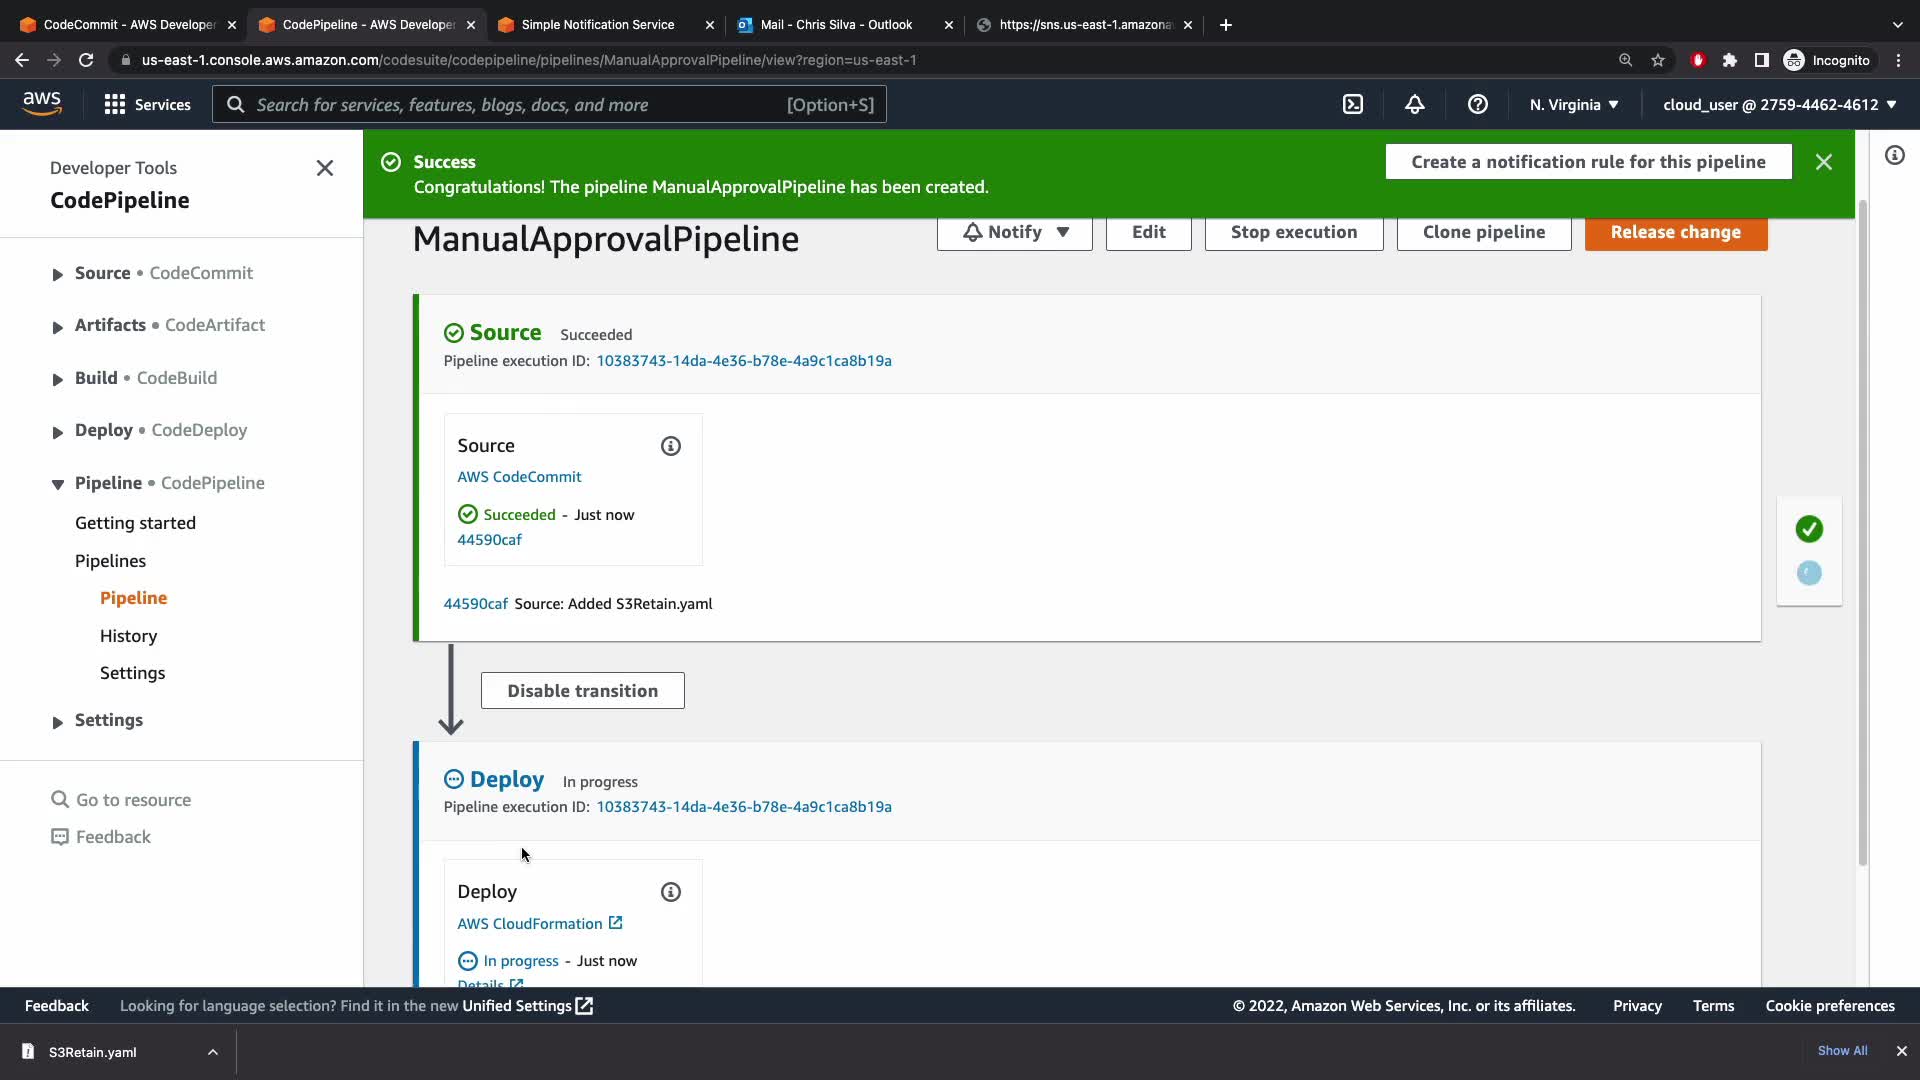 CodeCommit - AWS Developer
CodePipeline - AWS Developer
Simple Notification Service
Mail - Chris Silva - Outlook
https://sns.us-east-1.amazona
us-east-1.console.aws.amazon.com/codesuite/codepipeline/pipelines/ManualApprovalPipeline/view?region=us-east-1
Incognito
aws
Services
Search for services, features, blogs, docs, and more
[Option+S]
N. Virginia
cloud_user @ 2759-4462-4612
Developer Tools
CodePipeline
Source • CodeCommit
Artifacts • CodeArtifact
Build • CodeBuild
Deploy • CodeDeploy
Pipeline • CodePipeline
Getting started
Pipelines
Pipeline
History
Settings
Settings
Go to resource
Feedback
Success
Congratulations! The pipeline ManualApprovalPipeline has been created.
Create a notification rule for this pipeline
ManualApprovalPipeline
Notify
Edit
Stop execution
Clone pipeline
Release change
Source Succeeded
Pipeline execution ID: 10383743-14da-4e36-b78e-4a9c1ca8b19a
Source
AWS CodeCommit
Succeeded - Just now
44590caf
44590caf Source: Added S3Retain.yaml
Disable transition
Deploy In progress
Pipeline execution ID: 10383743-14da-4e36-b78e-4a9c1ca8b19a
Deploy
AWS CloudFormation
In progress - Just now
Details
Feedback
Looking for language selection? Find it in the new Unified Settings
© 2022, Amazon Web Services, Inc. or its affiliates.
Privacy
Terms
Cookie preferences
S3Retain.yaml
Show All